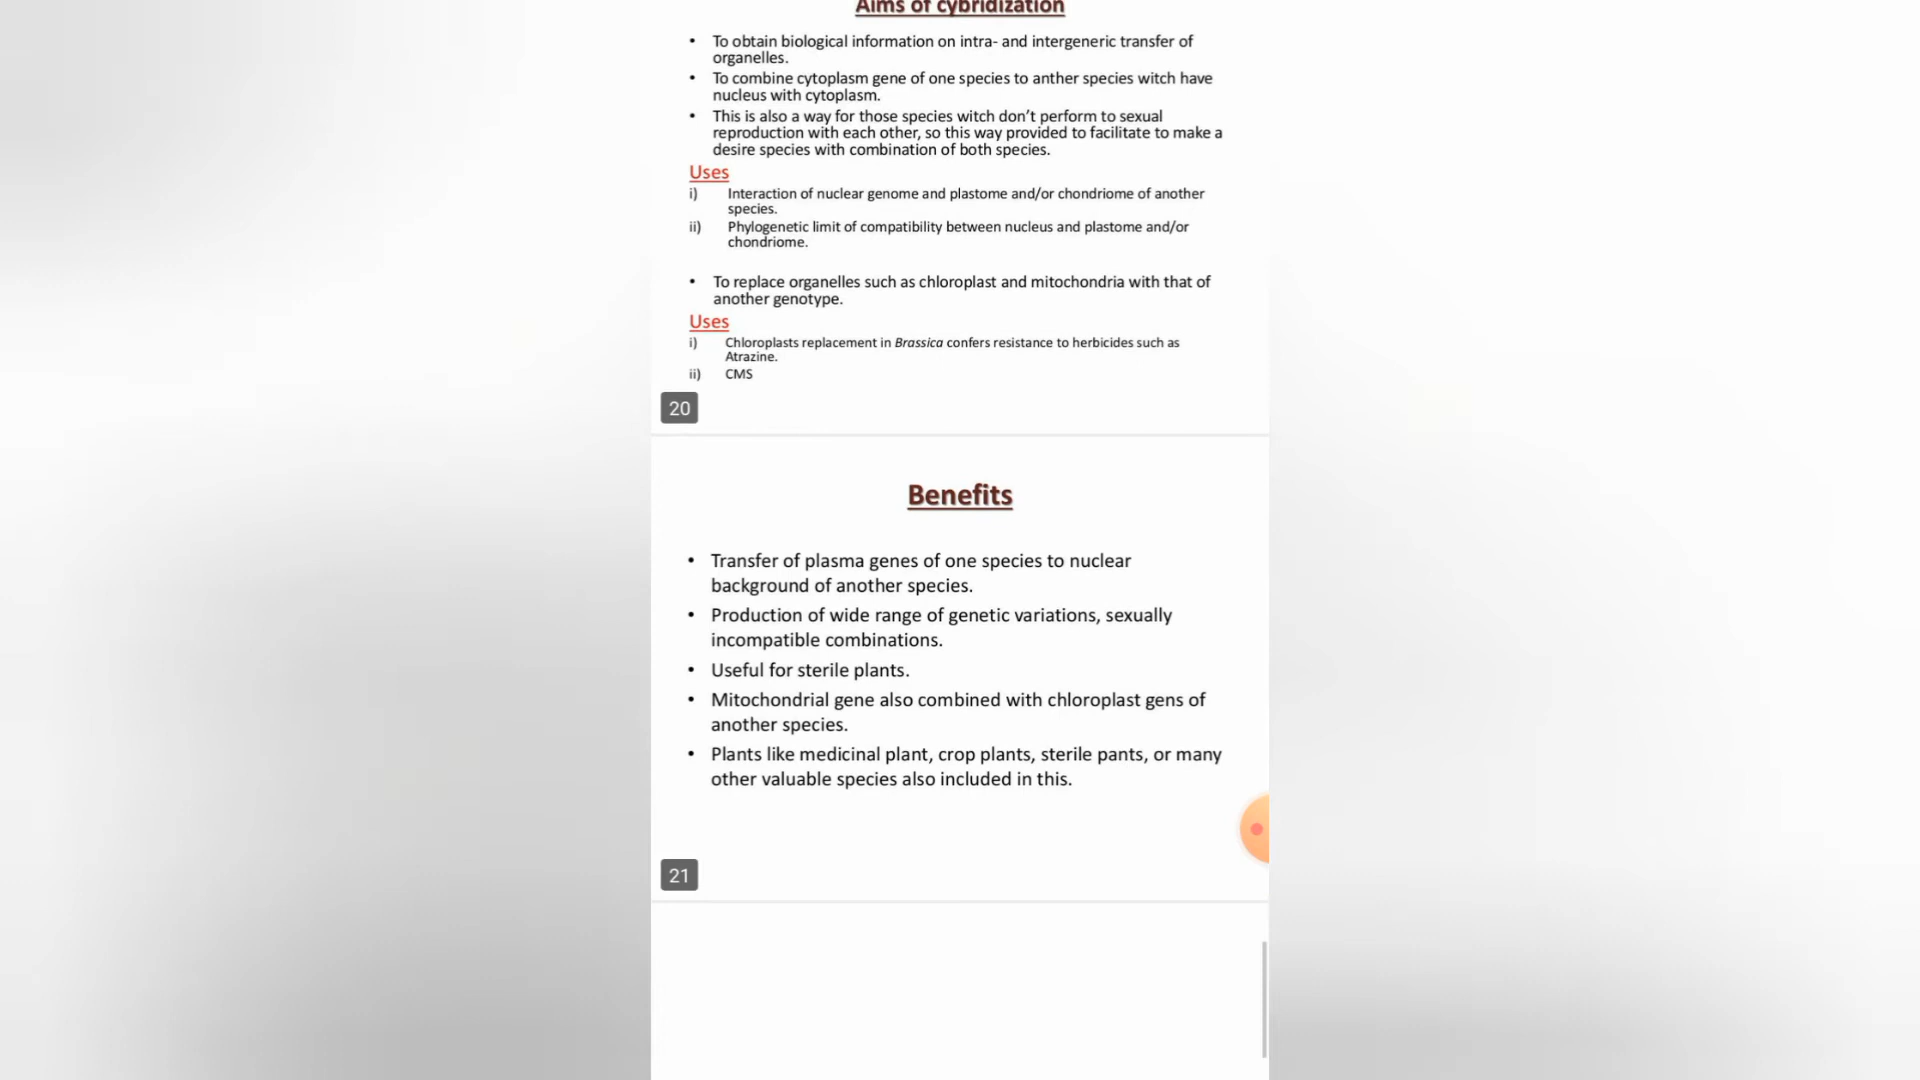 Aims of cybridization
• To obtain biological information on intra- and intergeneric transfer of
organelles.
• To combine cytoplasm gene of one species to anther species witch have
nucleus with cytoplasm.
• This is also a way for those species witch don't perform to sexual
reproduction with each other, so this way provided to facilitate to make a
desire species with combination of both species.
Uses
i) Interaction of nuclear genome and plastome and/or chondriome of another
species.
ii) Phylogenetic limit of compatibility between nucleus and plastome and/or
chondriome.
• To replace organelles such as chloroplast and mitochondria with that of
another genotype.
Uses
i) Chloroplasts replacement in Brassica confers resistance to herbicides such as
Atrazine.
ii) CMS
20
Benefits
• Transfer of plasma genes of one species to nuclear
background of another species.
• Production of wide range of genetic variations, sexually
incompatible combinations.
• Useful for sterile plants.
• Mitochondrial gene also combined with chloroplast gens of
another species.
• Plants like medicinal plant, crop plants, sterile pants, or many
other valuable species also included in this.
21